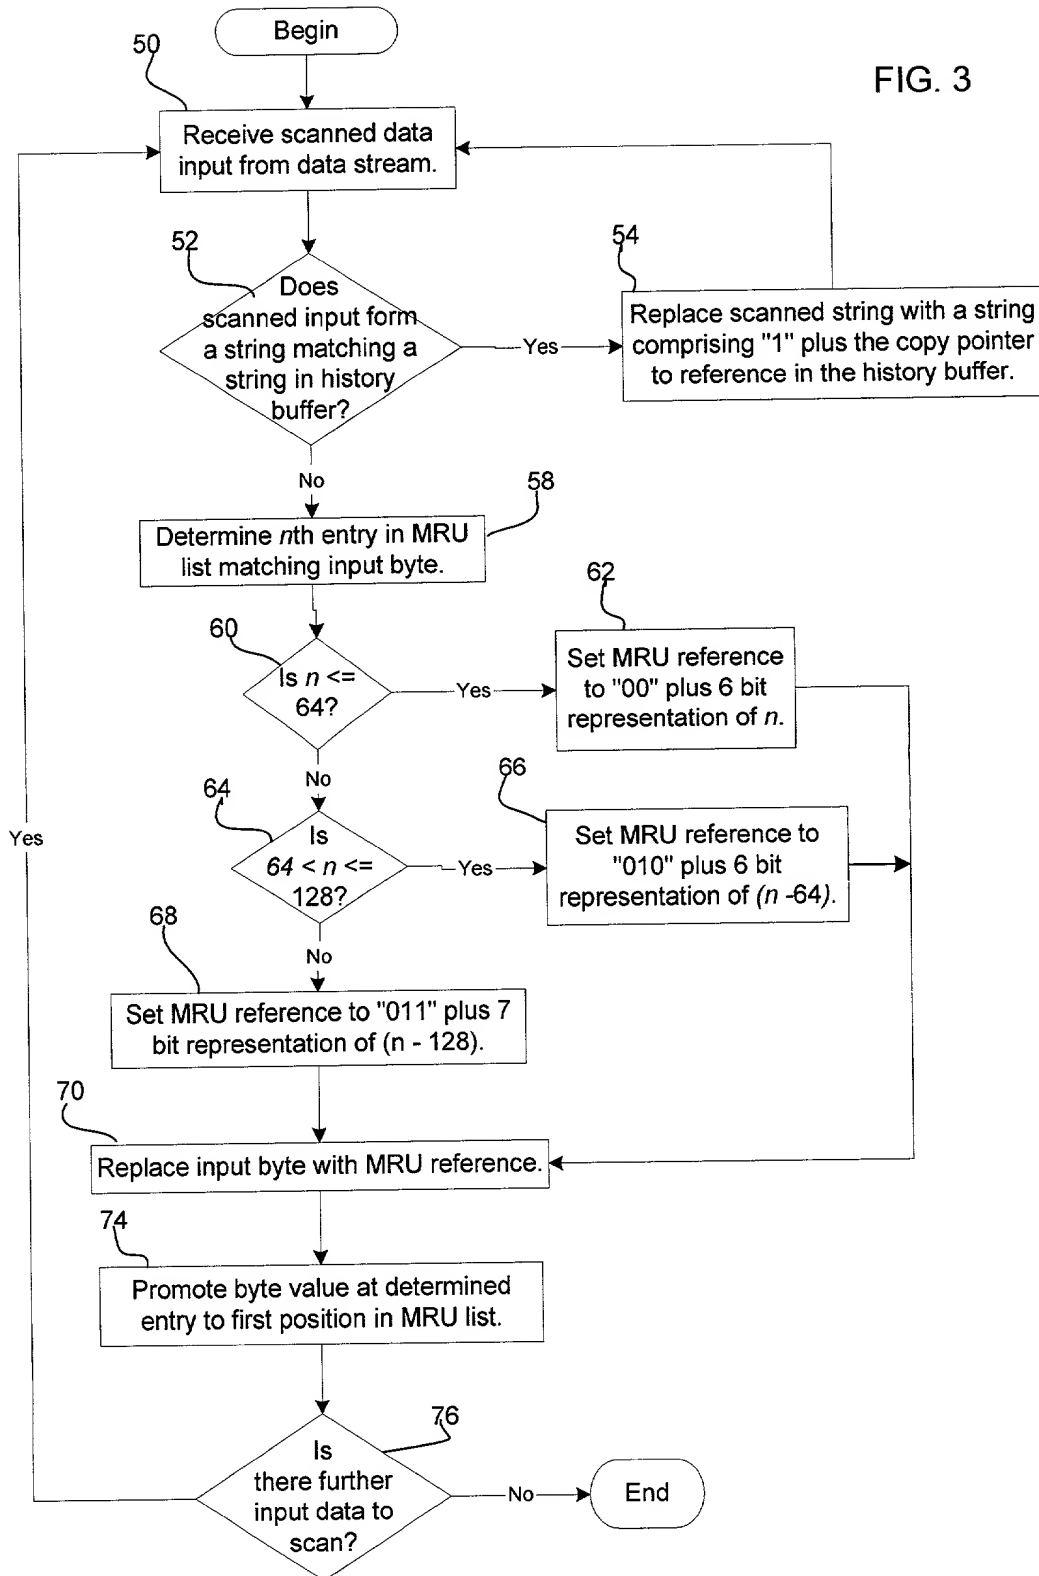 Begin
FIG. 3
50
Receive scanned data
input from data stream.
52
Does
scanned input form
a string matching a
string in history
buffer?
Yes
54
Replace scanned string with a string
comprising "1" plus the copy pointer
to reference in the history buffer.
No
58
Determine nth entry in MRU
list matching input byte.
60
Is n <=
64?
Yes
62
Set MRU reference
to "00" plus 6 bit
representation of n.
No
64
Is
64 < n <=
128?
Yes
66
Set MRU reference to
"010" plus 6 bit
representation of (n -64).
No
68
Set MRU reference to "011" plus 7
bit representation of (n - 128).
70
Replace input byte with MRU reference.
74
Promote byte value at determined
entry to first position in MRU list.
76
Is
there further
input data to
scan?
Yes
No
End